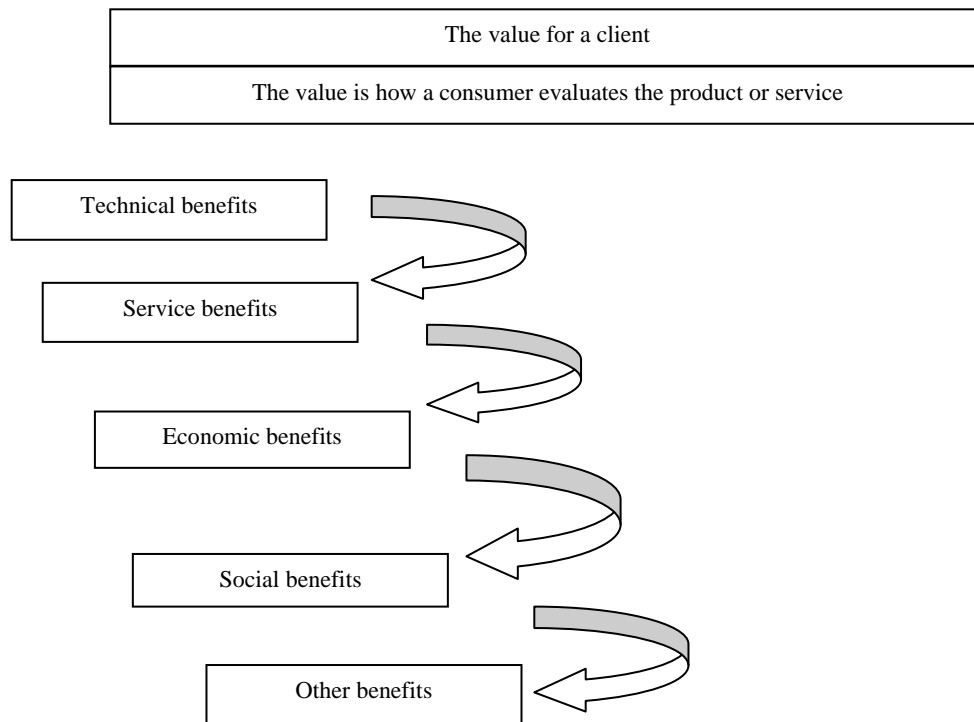 The value for a client
The value is how a consumer evaluates the product or service
Technical benefits
Service benefits
Economic benefits
Social benefits
Other benefits